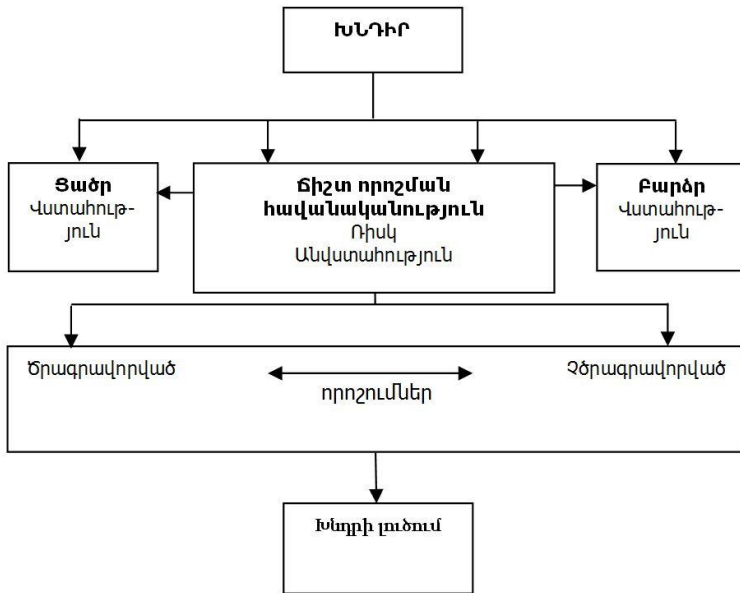 ԽՆԴԻՐ
Ցածր
Վստահութ-
յուն
Ճիշտ որոշման
հավանականություն
Ռիսկ
Անվստահություն
Բարձր
Վստահութ-
յուն
Ծրագրավորված
որոշումներ
Չծրագրավորված
Խնդրի լուծում